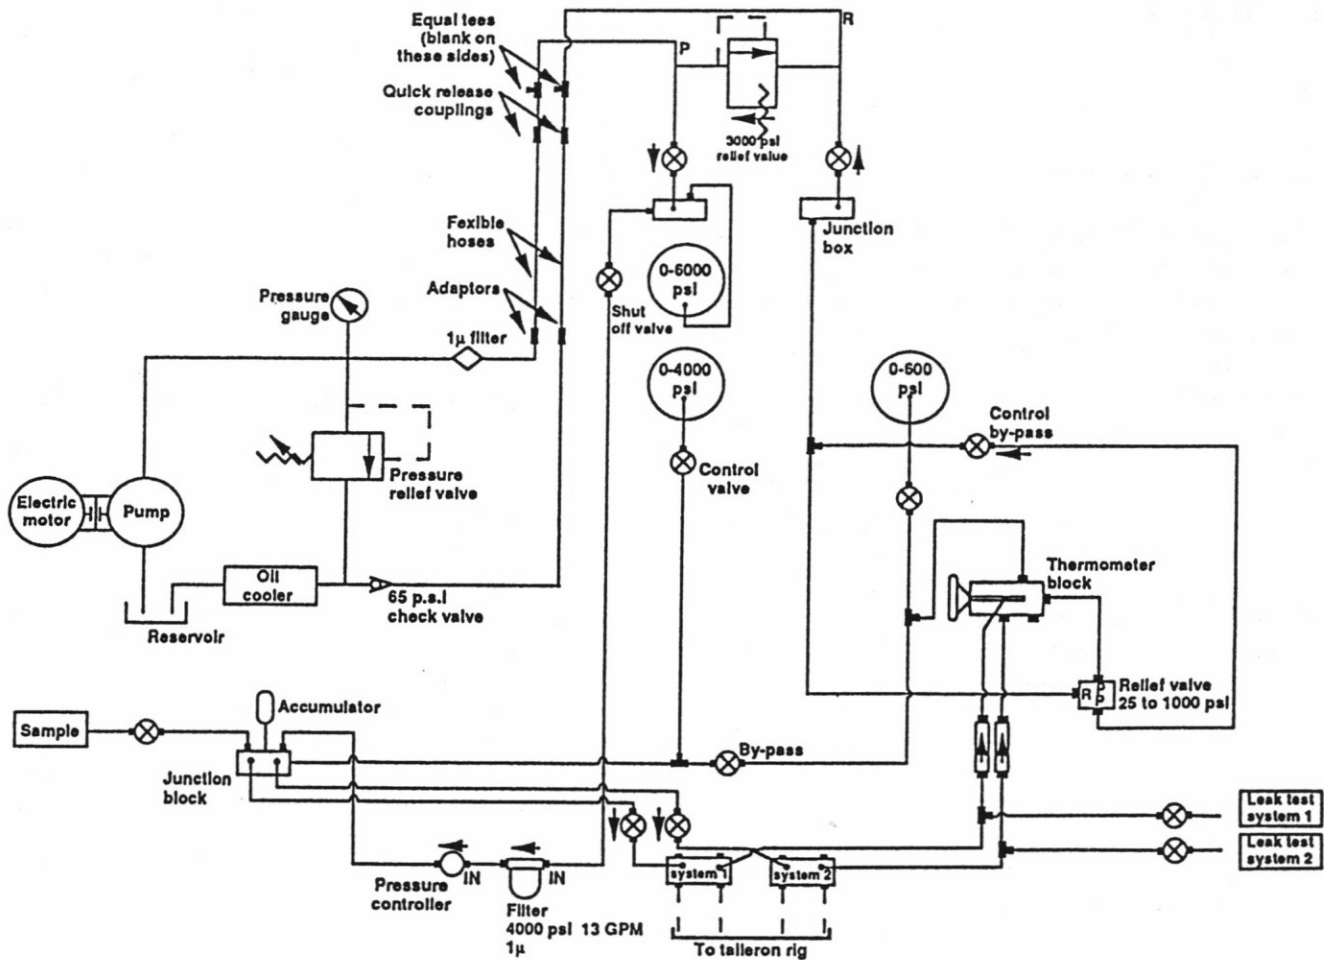 Equal tees
(blank on
these sides)
Quick release
couplings
P
R
3000 psi
relief value
Fexible
hoses
Junction
box
0-6000
psi
Shut
off valve
Pressure
gauge
Adaptors
1µ filter
0-4000
psi
0-600
psi
Control
by-pass
Control
valve
Pressure
relief valve
Electric
motor
Pump
Oil
cooler
65 p.s.i
check valve
Reservoir
Thermometer
block
R
P
P
Relief valve
25 to 1000 psi
Sample
Accumulator
By-pass
Junction
block
Leak test
system 1
Leak test
system 2
IN
IN
Pressure
controller
Filter
4000 psi 13 GPM
1µ
system 1
system 2
To talleron rig